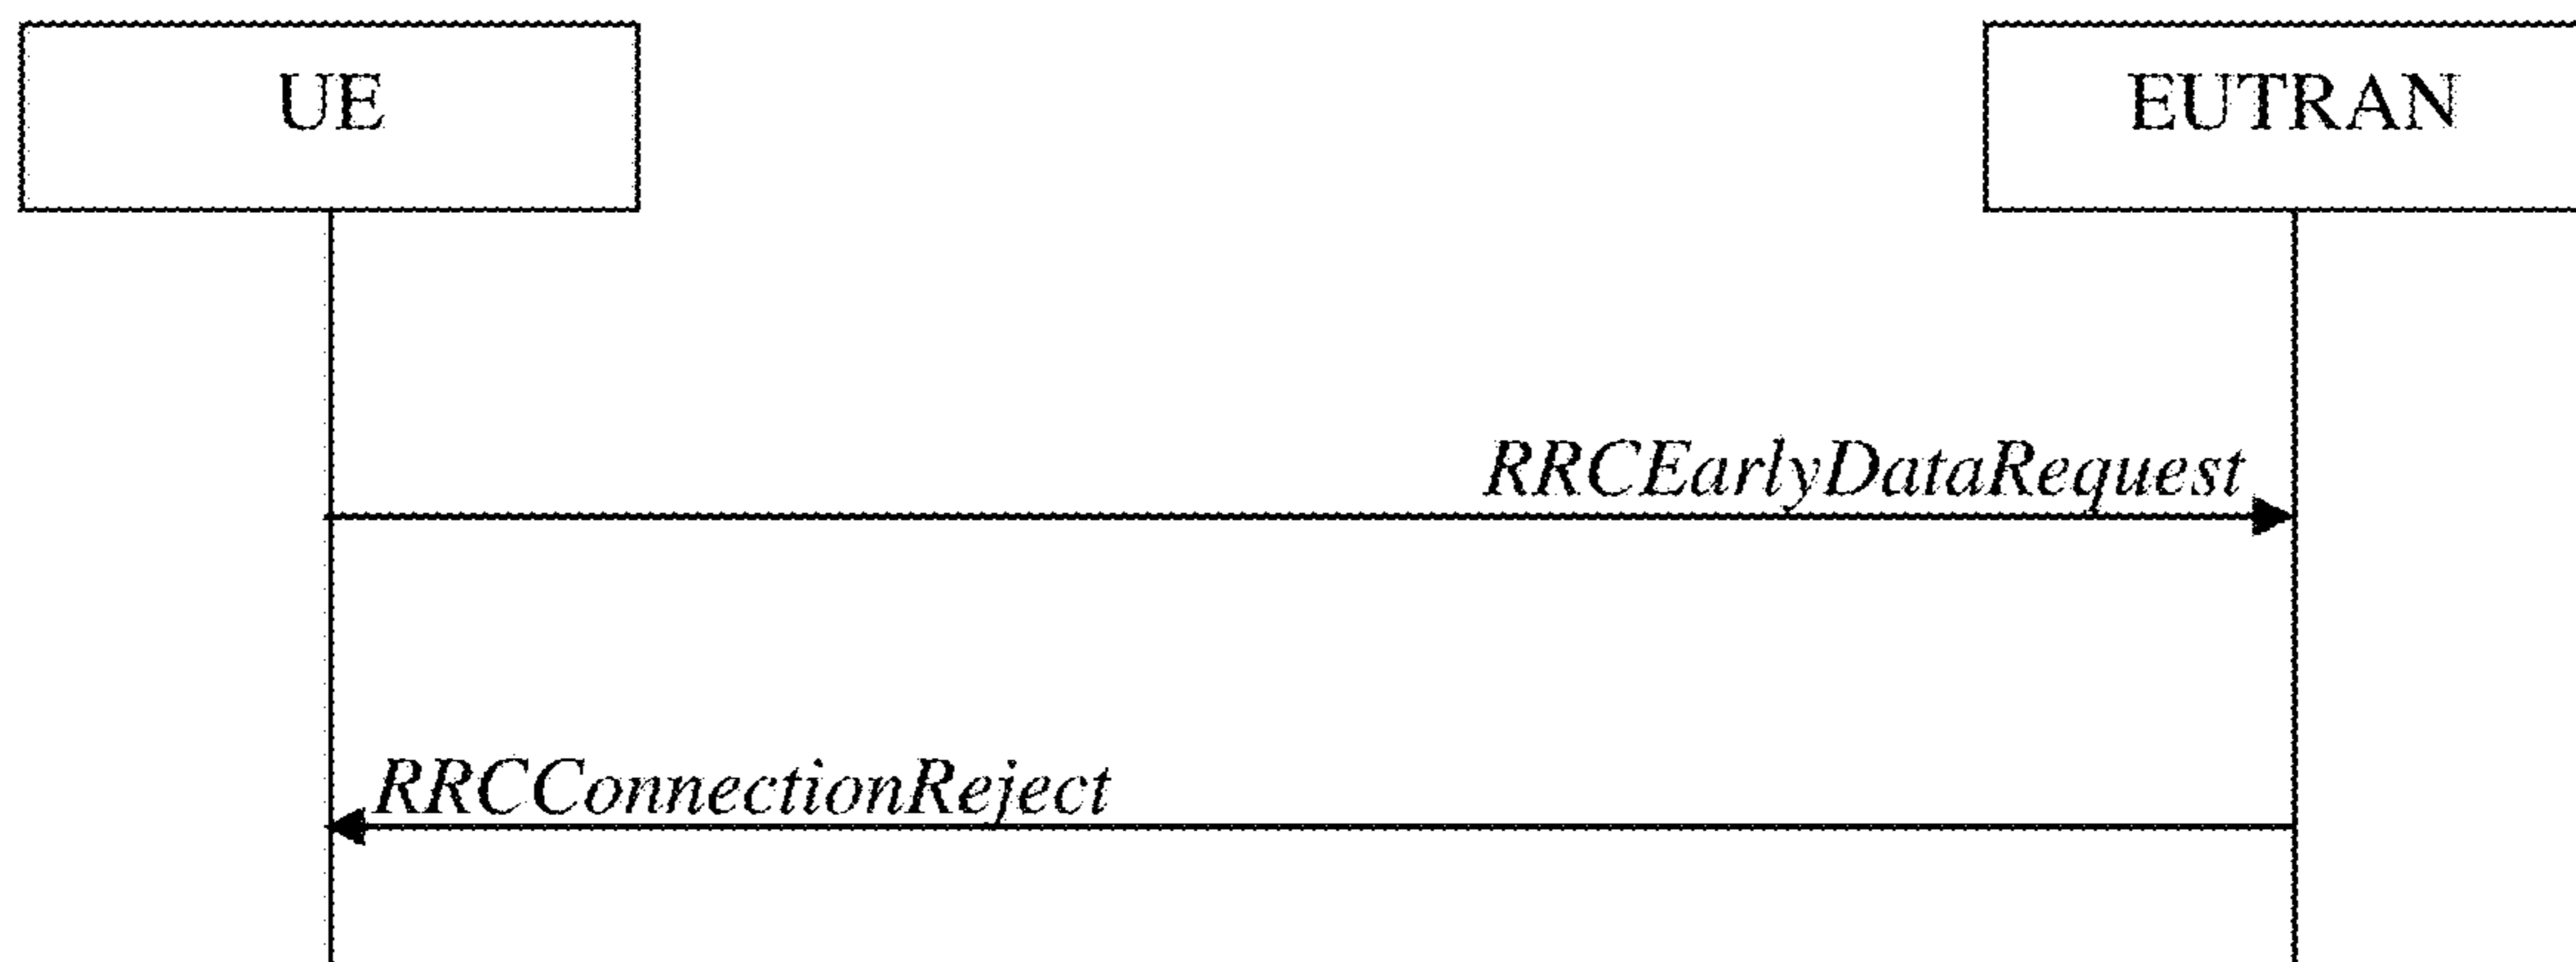 UE
EUTRAN
RRCEarlyDataRequest
RRCConnectionReject